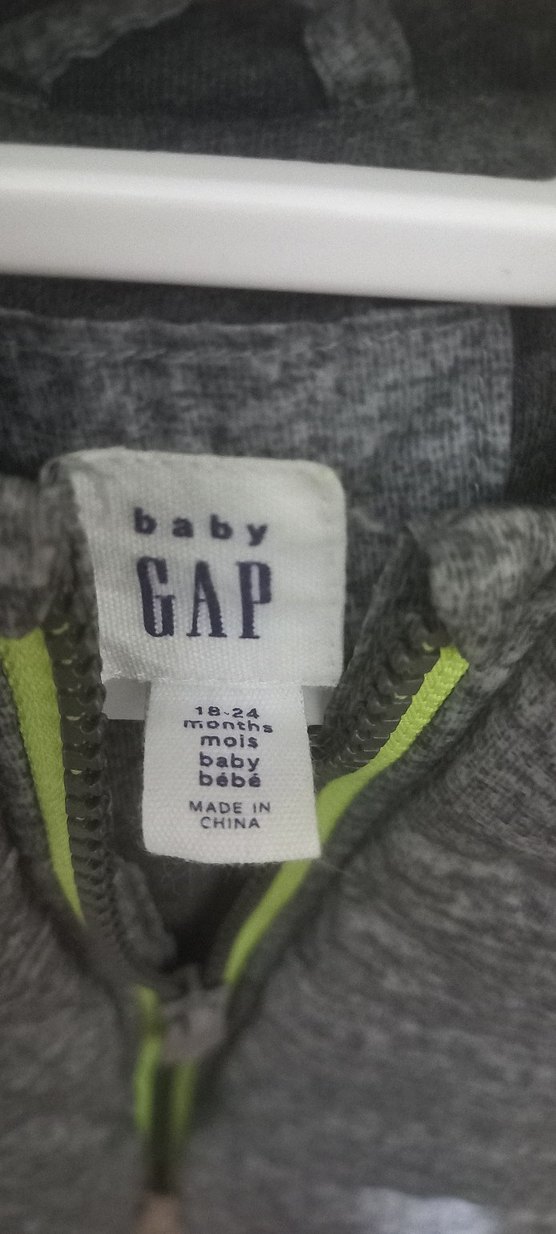 baby
GAP
18-24
months
mois
baby
bébé
MADE IN
CHINA